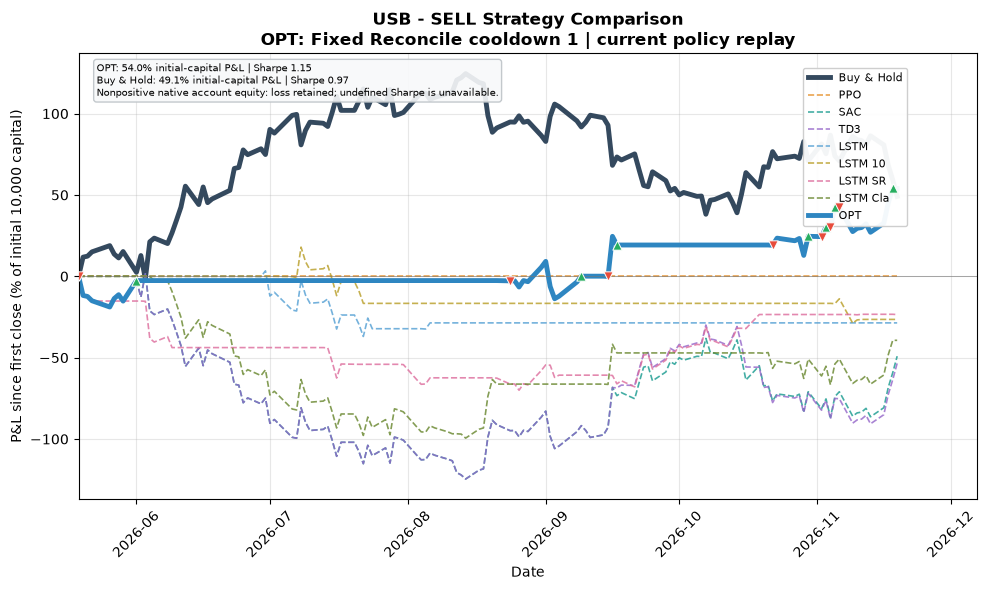 USB - SELL Strategy Comparison
OPT: Fixed Reconcile cooldown 1 | current policy replay
OPT: 54.0% initial-capital P&L | Sharpe 1.15
Buy & Hold: 49.1% initial-capital P&L | Sharpe 0.97
Nonpositive native account equity: loss retained; undefined Sharpe is unavailable.
Buy & Hold
PPO
SAC
TD3
LSTM
LSTM 10
LSTM SR
LSTM Cla
OPT
P&L since first close (% of initial 10,000 capital)
100
50
0
−50
−100
2026-06
2026-07
2026-08
2026-09
2026-10
2026-11
2026-12
Date